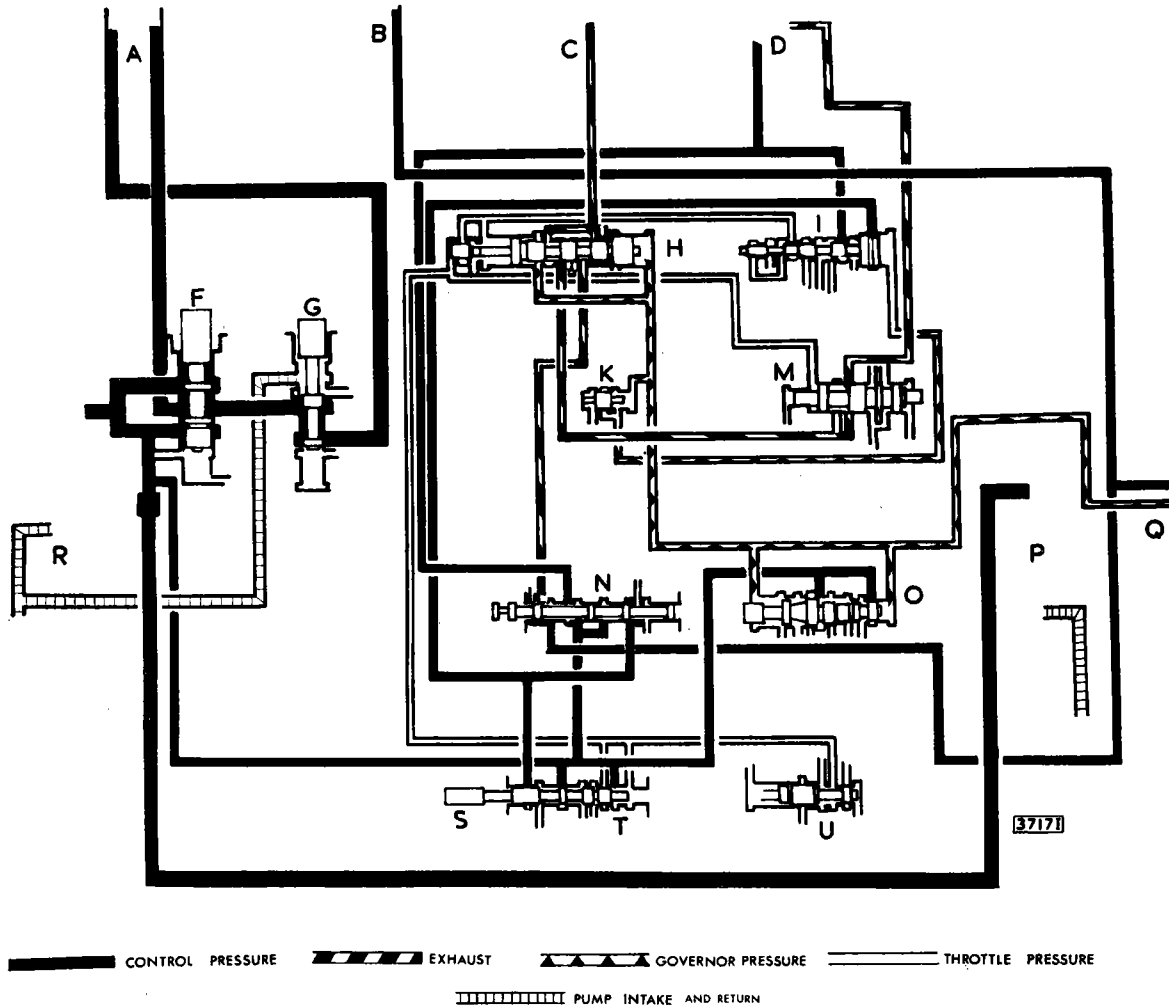 A
B
C
D
F
G
H
I
K
M
N
O
P
Q
R
S
T
U
37171
CONTROL PRESSURE
EXHAUST
GOVERNOR PRESSURE
THROTTLE PRESSURE
PUMP INTAKE AND RETURN